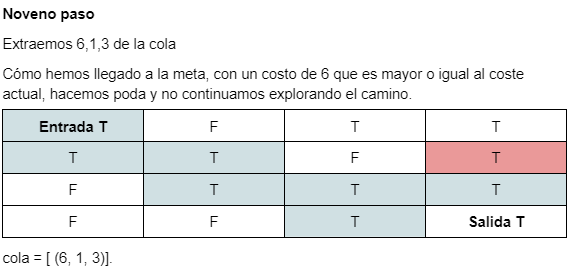 Noveno paso
Extraemos 6,1,3 de la cola
Cómo hemos llegado a la meta, con un costo de 6 que es mayor o igual al coste
actual, hacemos poda y no continuamos explorando el camino.
Entrada T F T T
T T F T
F T T T
F F T Salida T
cola = [ (6, 1, 3)].